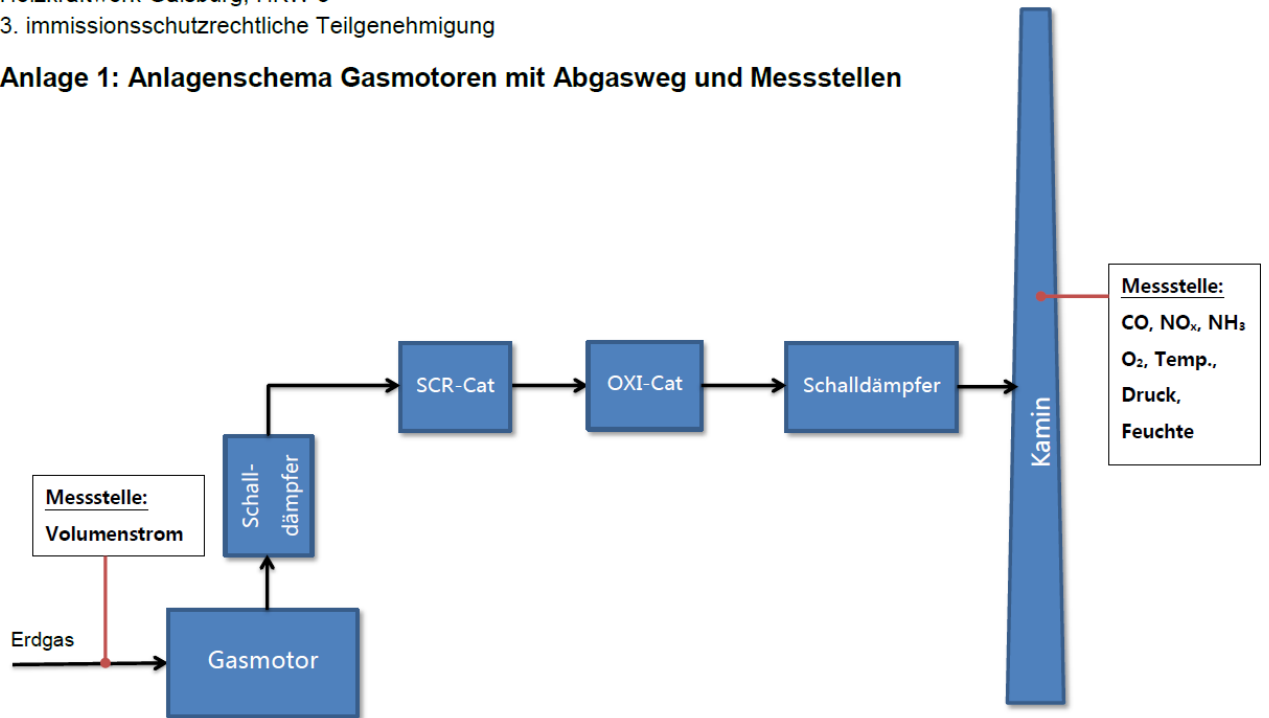 3. immissionsschutzrechtliche Teilgenehmigung
Anlage 1: Anlagenschema Gasmotoren mit Abgasweg und Messstellen
Messstelle:
CO, NOₓ, NH₃
O₂, Temp.,
Druck,
Feuchte
SCR-Cat
OXI-Cat
Schalldämpfer
Kamin
Schall-
dämpfer
Messstelle:
Volumenstrom
Erdgas
Gasmotor